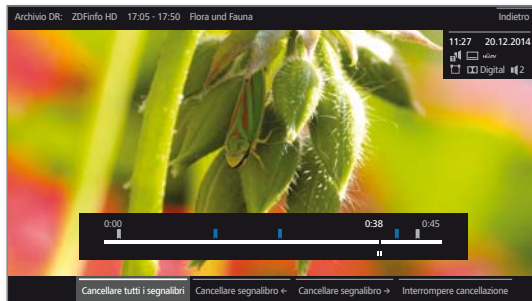 Archivio DR: ZDFinfo HD 17:05 - 17:50 Flora und Fauna Indietro
11:27 20.12.2014
Digital 2
0:00 0:38 0:45
Cancellare tutti i segnalibri Cancellare segnalibro ← Cancellare segnalibro → Interrompere cancellazione